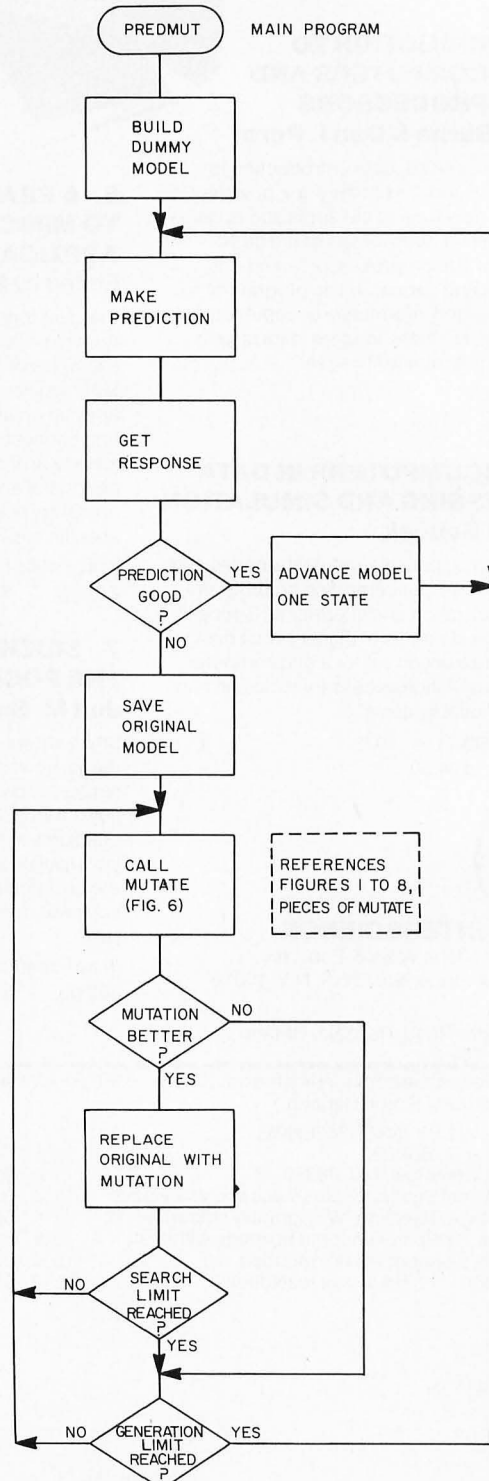 PREDMUT
MAIN PROGRAM
BUILD
DUMMY
MODEL
MAKE
PREDICTION
GET
RESPONSE
PREDICTION
GOOD
?
YES
ADVANCE MODEL
ONE STATE
NO
SAVE
ORIGINAL
MODEL
CALL
MUTATE
(FIG. 6)
REFERENCES
FIGURES 1 TO 8,
PIECES OF MUTATE
MUTATION
BETTER
?
NO
YES
REPLACE
ORIGINAL WITH
MUTATION
SEARCH
LIMIT
REACHED
?
NO
YES
GENERATION
LIMIT
REACHED
?
NO
YES